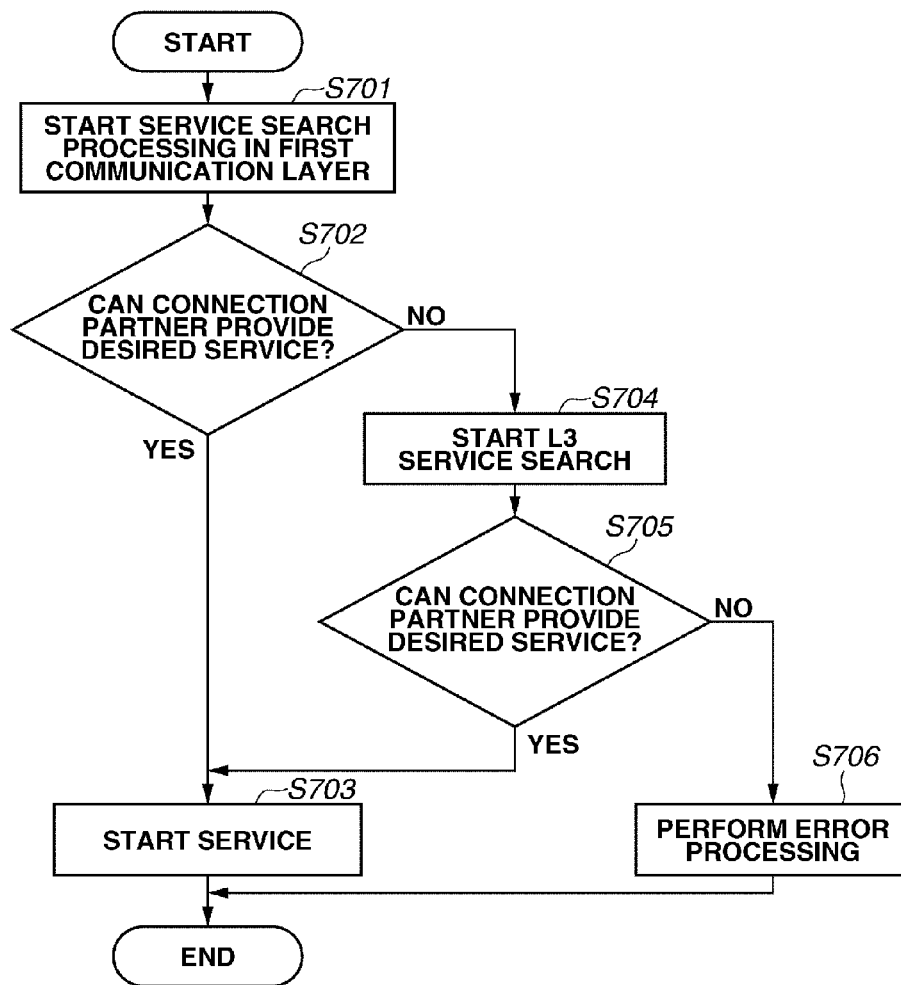 START
S701
START SERVICE SEARCH
PROCESSING IN FIRST
COMMUNICATION LAYER
S702
CAN CONNECTION
PARTNER PROVIDE
DESIRED SERVICE?
NO
YES
S704
START L3
SERVICE SEARCH
S705
CAN CONNECTION
PARTNER PROVIDE
DESIRED SERVICE?
NO
YES
S703
START SERVICE
S706
PERFORM ERROR
PROCESSING
END